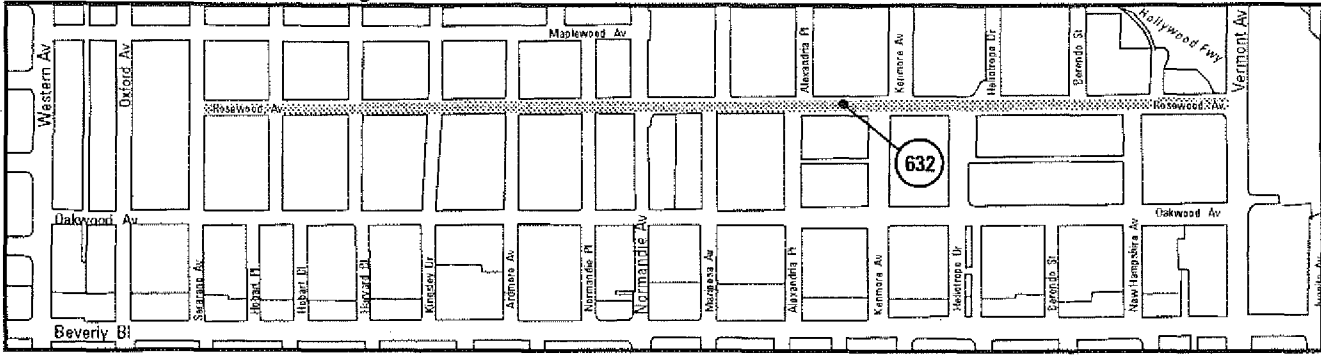 Maplewood Av
Hollywood Fwy
Western Av
Oxford Av
Alexandria Pl
Kenmore Av
Heliotrope Dr
Berendo St
Vermont Av
Rosewood Av
Rosewood Av
632
Oakwood Av
Oakwood Av
Serrano Av
Hobart Pl
Hobart Bl
Harvard Bl
Kingsley Dr
Ardmore Av
Normandie Pl
Normandie Av
Mariposa Av
Alexandria Pl
Kenmore Av
Heliotrope Dr
Berendo St
New Hampshire Av
Beverly Bl